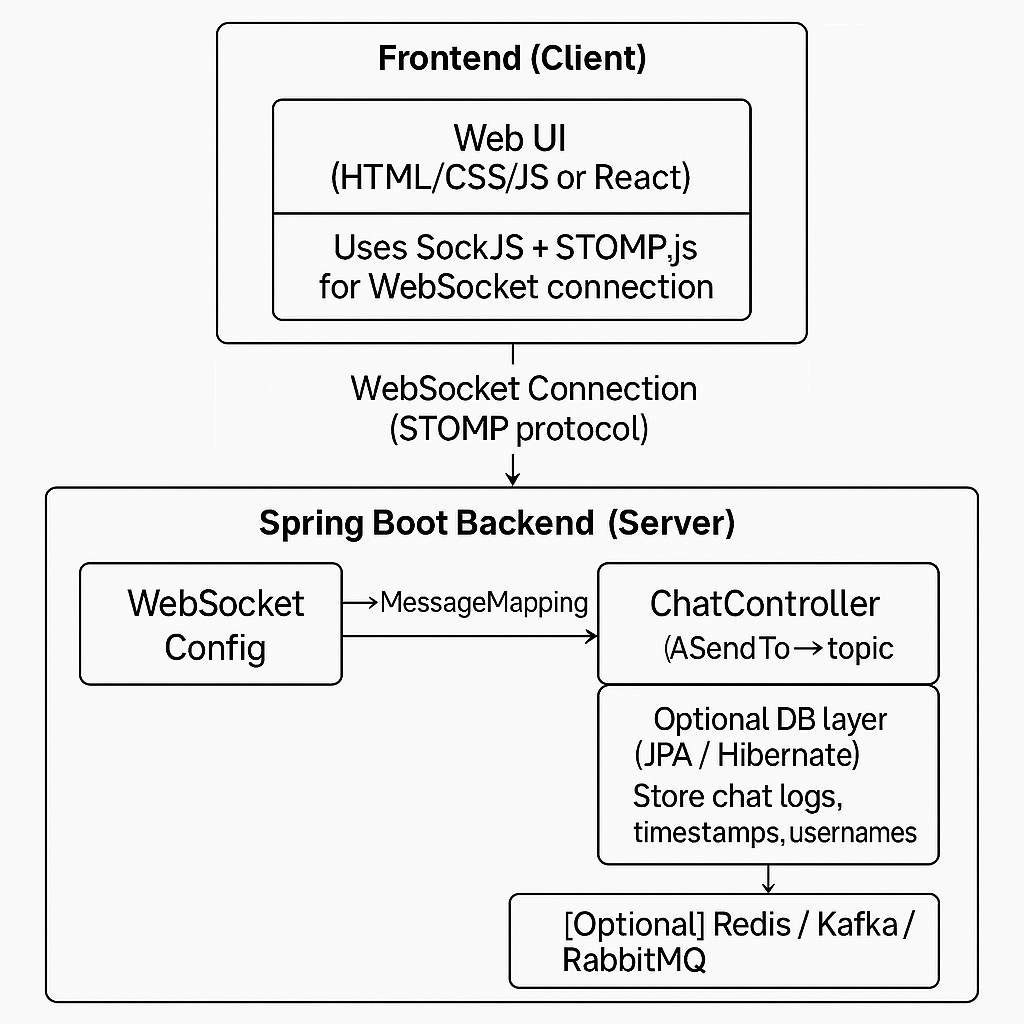 Frontend (Client)
Web UI
(HTML/CSS/JS or React)
Uses SockJS + STOMP.js
for WebSocket connection
WebSocket Connection
(STOMP protocol)
Spring Boot Backend (Server)
WebSocket
Config
→MessageMapping
ChatController
(ASendTo→topic
Optional DB layer
(JPA / Hibernate)
Store chat logs,
timestamps, usernames
[Optional] Redis / Kafka /
RabbitMQ